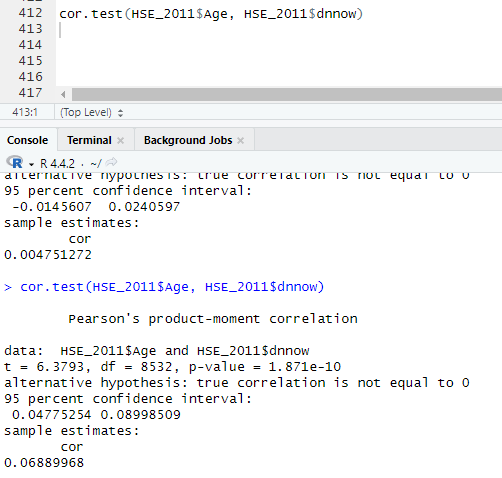 412 cor.test(HSE_2011$Age, HSE_2011$dnnow)
413
414
415
416
417
413:1 (Top Level)
Console Terminal Background Jobs
R 4.4.2 · ~/
alternative hypothesis: true correlation is not equal to 0
95 percent confidence interval:
-0.0145607 0.0240597
sample estimates:
cor
0.004751272
> cor.test(HSE_2011$Age, HSE_2011$dnnow)
Pearson's product-moment correlation
data: HSE_2011$Age and HSE_2011$dnnow
t = 6.3793, df = 8532, p-value = 1.871e-10
alternative hypothesis: true correlation is not equal to 0
95 percent confidence interval:
0.04775254 0.08998509
sample estimates:
cor
0.06889968